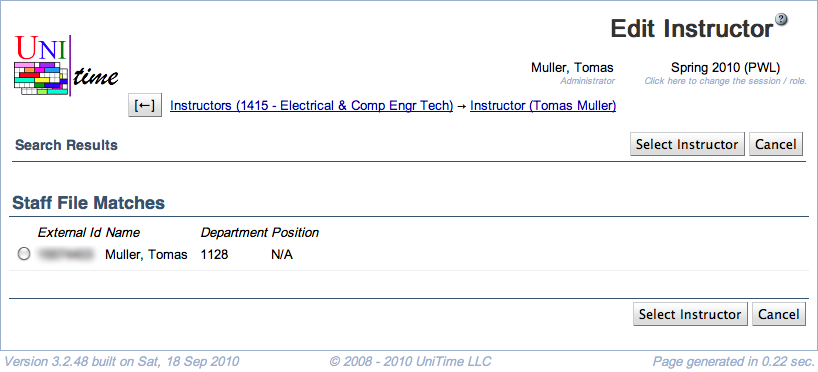 Edit Instructor ?
UNI time
Muller, Tomas Spring 2010 (PWL)
Administrator Click here to change the session / role.
[←] Instructors (1415 - Electrical & Comp Engr Tech) → Instructor (Tomas Muller)
Search Results Select Instructor Cancel
Staff File Matches
External Id Name Department Position
Muller, Tomas 1128 N/A
Select Instructor Cancel
Version 3.2.48 built on Sat, 18 Sep 2010 © 2008 - 2010 UniTime LLC Page generated in 0.22 sec.